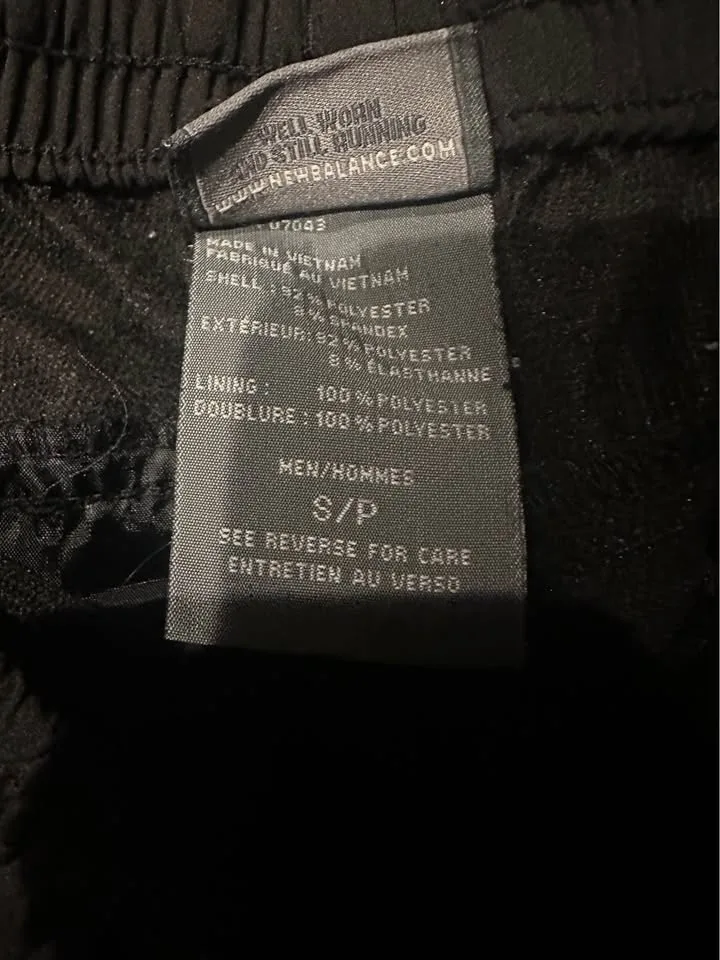 WELL WORN
AND STILL RUNNING
WWW.NEWBALANCE.COM
07043
MADE IN VIETNAM
FABRIQUÉ AU VIETNAM
SHELL : 92% POLYESTER
8% SPANDEX
EXTÉRIEUR: 92% POLYESTER
8% ÉLASTHANNE
LINING : 100% POLYESTER
DOUBLURE : 100% POLYESTER
MEN/HOMMES
S/P
SEE REVERSE FOR CARE
ENTRETIEN AU VERSO